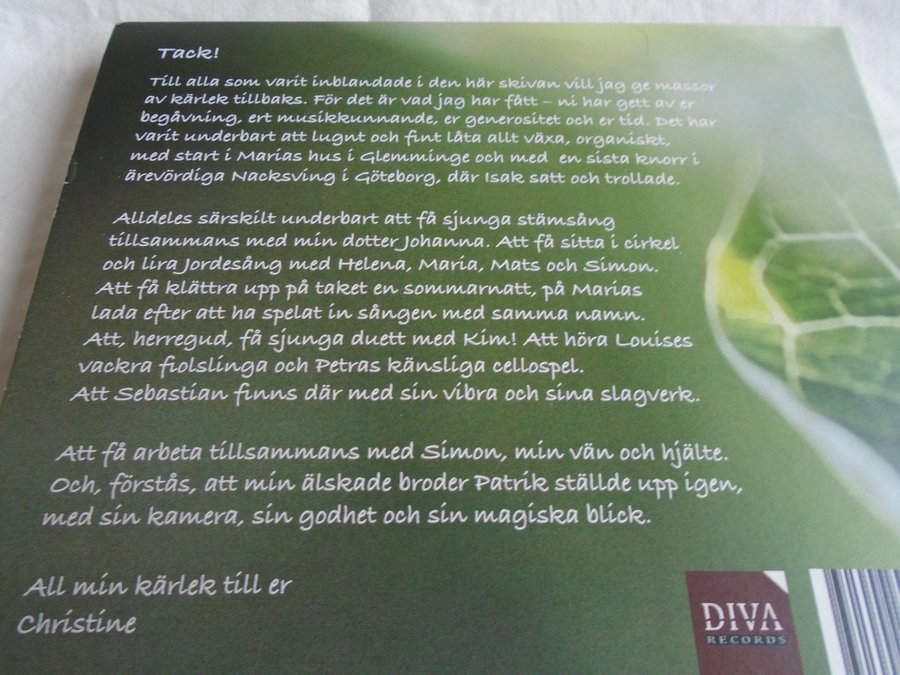 Tack!
Till alla som varit inblandade i den här skivan vill jag ge massor
av kärlek tillbaks. För det är vad jag har fått – ni har gett av er
begåvning, ert musikkunnande, er generositet och er tid. Det har
varit underbart att lugnt och fint låta allt växa, organiskt,
med start i Marias hus i Glemminge och med en sista knorr i
ärevördiga Nacksving i Göteborg, där Isak satt och trollade.
Alldeles särskilt underbart att få sjunga stämsång
tillsammans med min dotter Johanna. Att få sitta i cirkel
och lira Jordesång med Helena, Maria, Mats och Simon.
Att få klättra upp på taket en sommarnatt, på Marias
lada efter att ha spelat in sången med samma namn.
Att, herregud, få sjunga duett med Kim! Att höra Louises
vackra fiolslinga och Petras känsliga cellospel.
Att Sebastian finns där med sin vibra och sina slagverk.
Att få arbeta tillsammans med Simon, min vän och hjälte.
Och, förstås, att min älskade broder Patrik ställde upp igen,
med sin kamera, sin godhet och sin magiska blick.
All min kärlek till er
Christine
DIVA
RECORDS